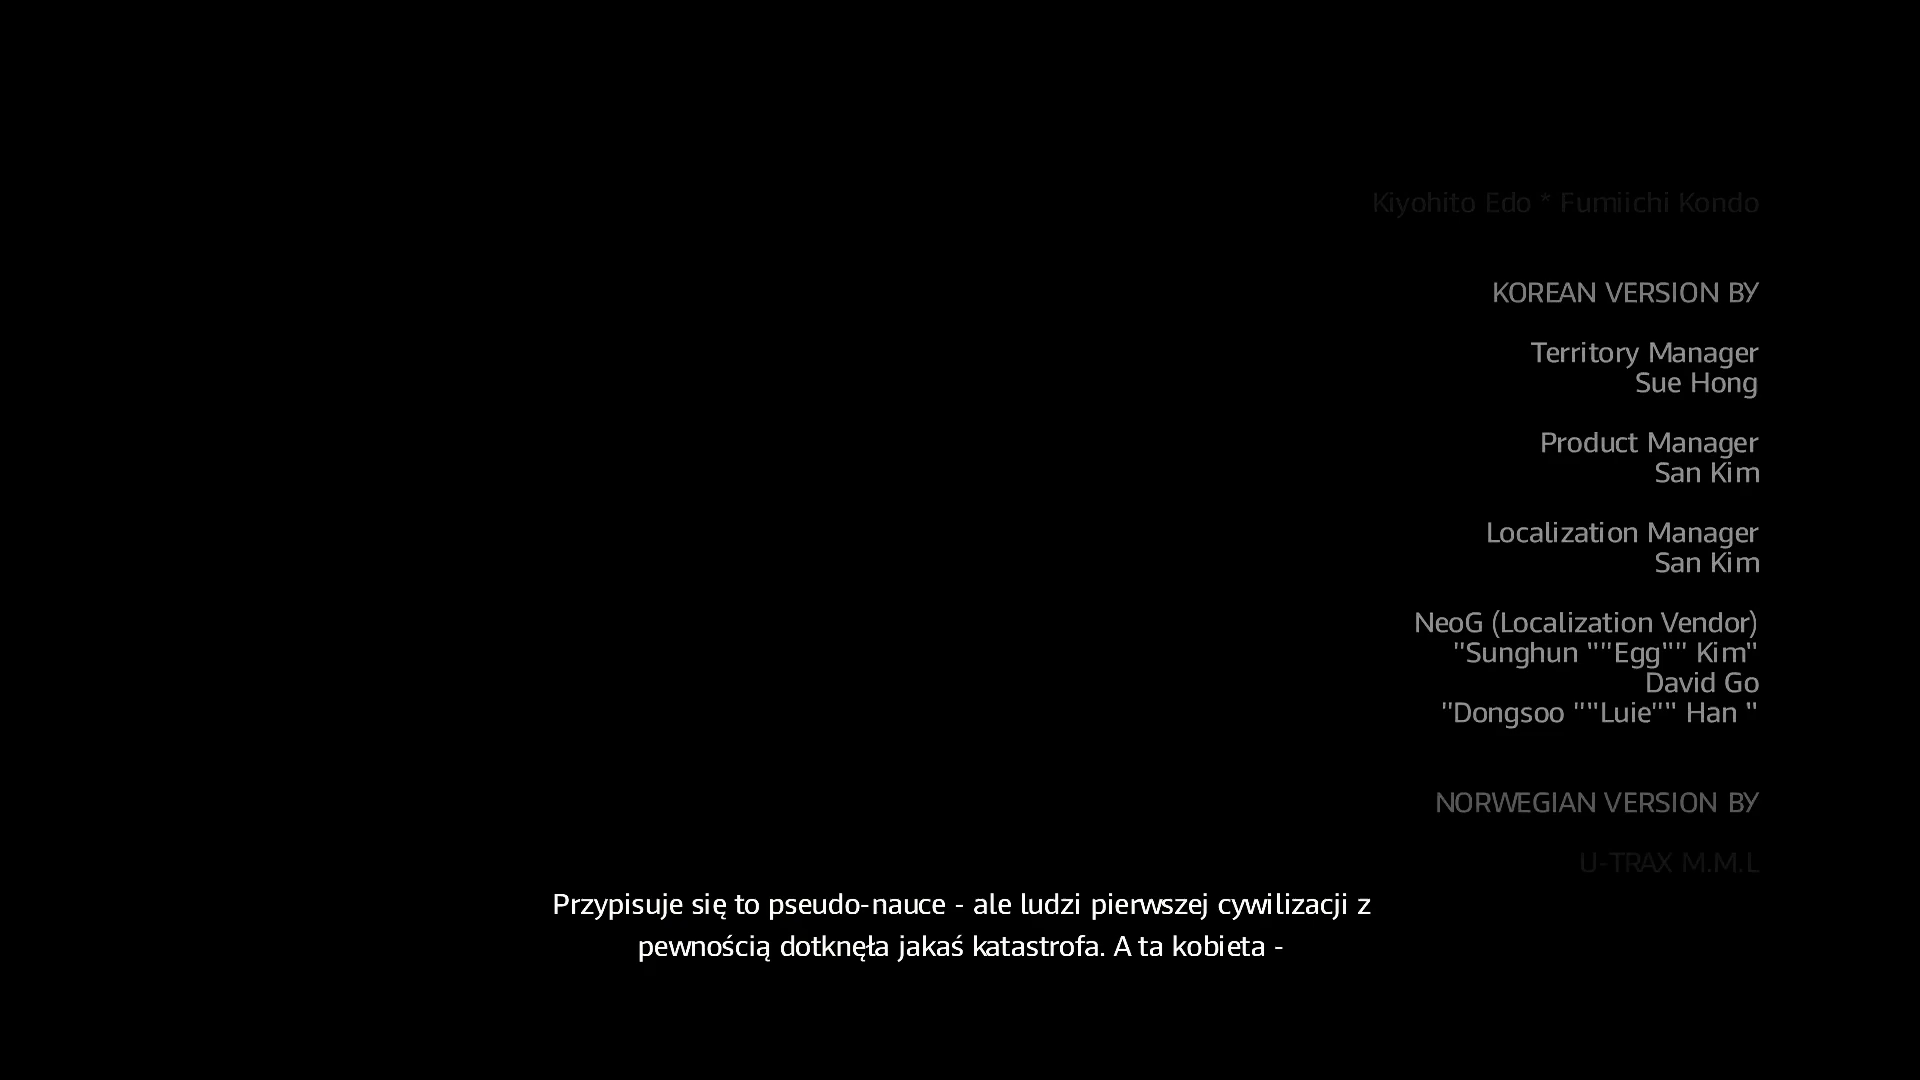 Kiyohito Edo * Fumiichi Kondo
KOREAN VERSION BY
Territory Manager
Sue Hong
Product Manager
San Kim
Localization Manager
San Kim
NeoG (Localization Vendor)
"Sunghun ""Egg"" Kim"
David Go
"Dongsoo ""Luie"" Han "
NORWEGIAN VERSION BY
U-TRAX M.M.L
Przypisuje się to pseudo-nauce - ale ludzi pierwszej cywilizacji z
pewnością dotknęła jakaś katastrofa. A ta kobieta -